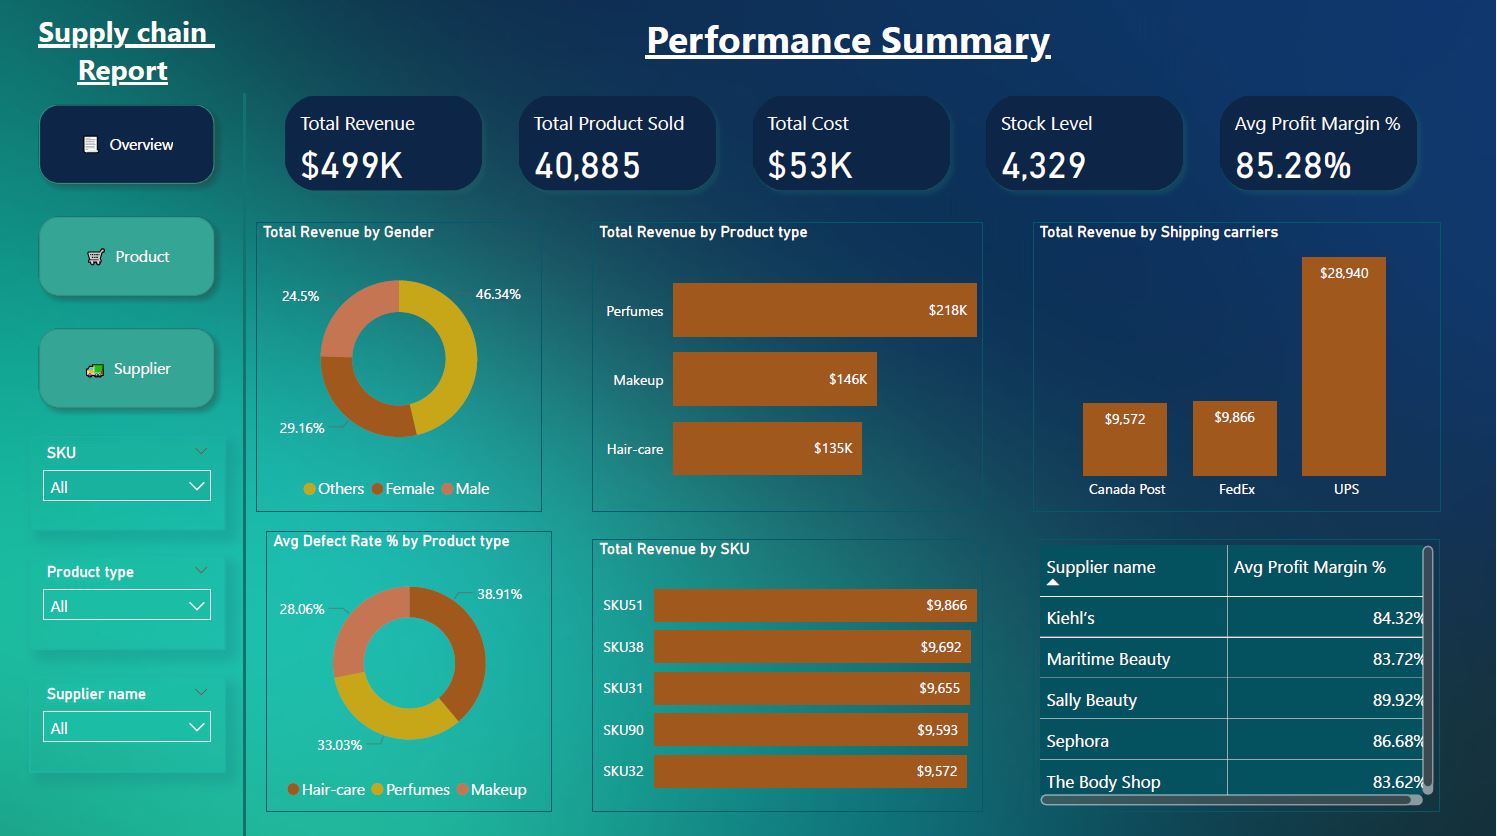 Supply chain
Report
Performance Summary
Overview
Product
Supplier
SKU
All
Product type
All
Supplier name
All
Total Revenue
$499K
Total Product Sold
40,885
Total Cost
$53K
Stock Level
4,329
Avg Profit Margin %
85.28%
Total Revenue by Gender
24.5%
46.34%
29.16%
Others Female Male
Total Revenue by Product type
Perfumes $218K
Makeup $146K
Hair-care $135K
Total Revenue by Shipping carriers
$28,940
$9,572
$9,866
Canada Post FedEx UPS
Avg Defect Rate % by Product type
38.91%
28.06%
33.03%
Hair-care Perfumes Makeup
Total Revenue by SKU
SKU51 $9,866
SKU38 $9,692
SKU31 $9,655
SKU90 $9,593
SKU32 $9,572
Supplier name Avg Profit Margin %
Kiehl's 84.32%
Maritime Beauty 83.72%
Sally Beauty 89.92%
Sephora 86.68%
The Body Shop 83.62%